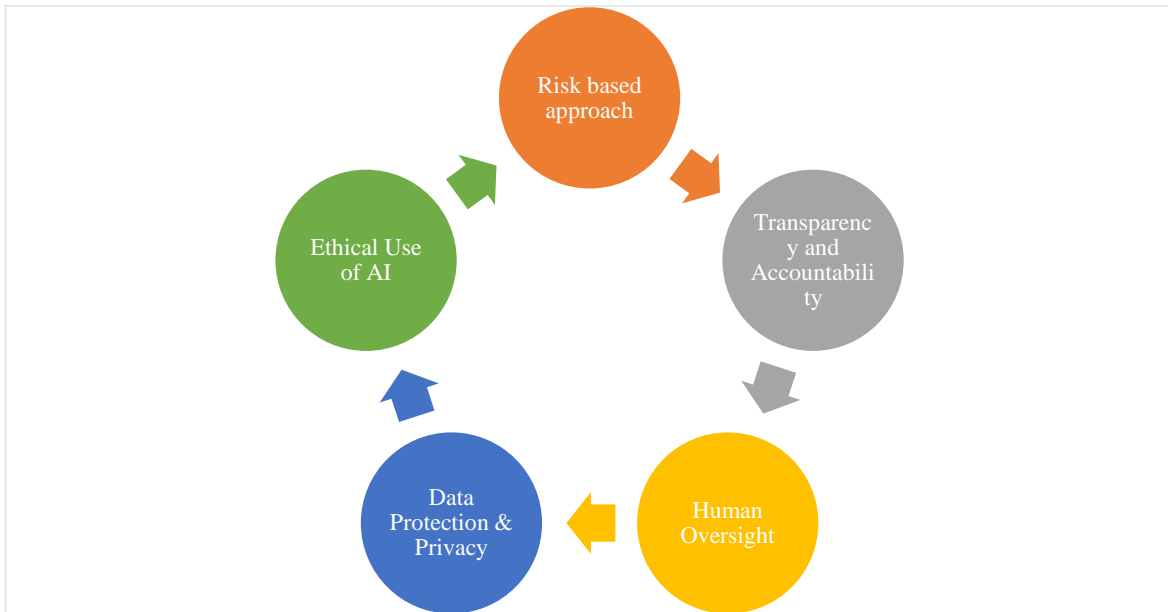 Risk based
approach
Transparenc
y and
Accountabili
ty
Human
Oversight
Data
Protection &
Privacy
Ethical Use
of AI